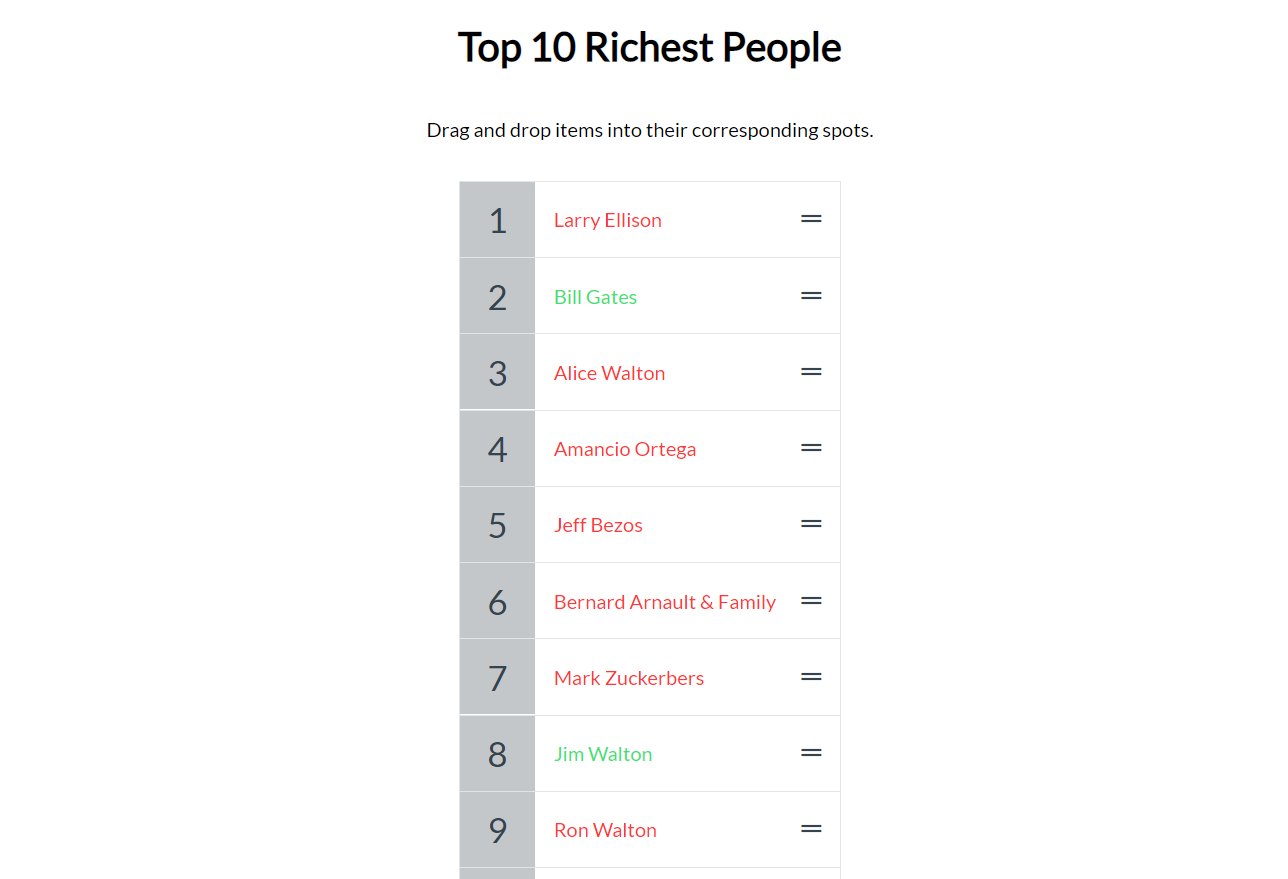 Top 10 Richest People
Drag and drop items into their corresponding spots.
1 Larry Ellison
2 Bill Gates
3 Alice Walton
4 Amancio Ortega
5 Jeff Bezos
6 Bernard Arnault & Family
7 Mark Zuckerbers
8 Jim Walton
9 Ron Walton